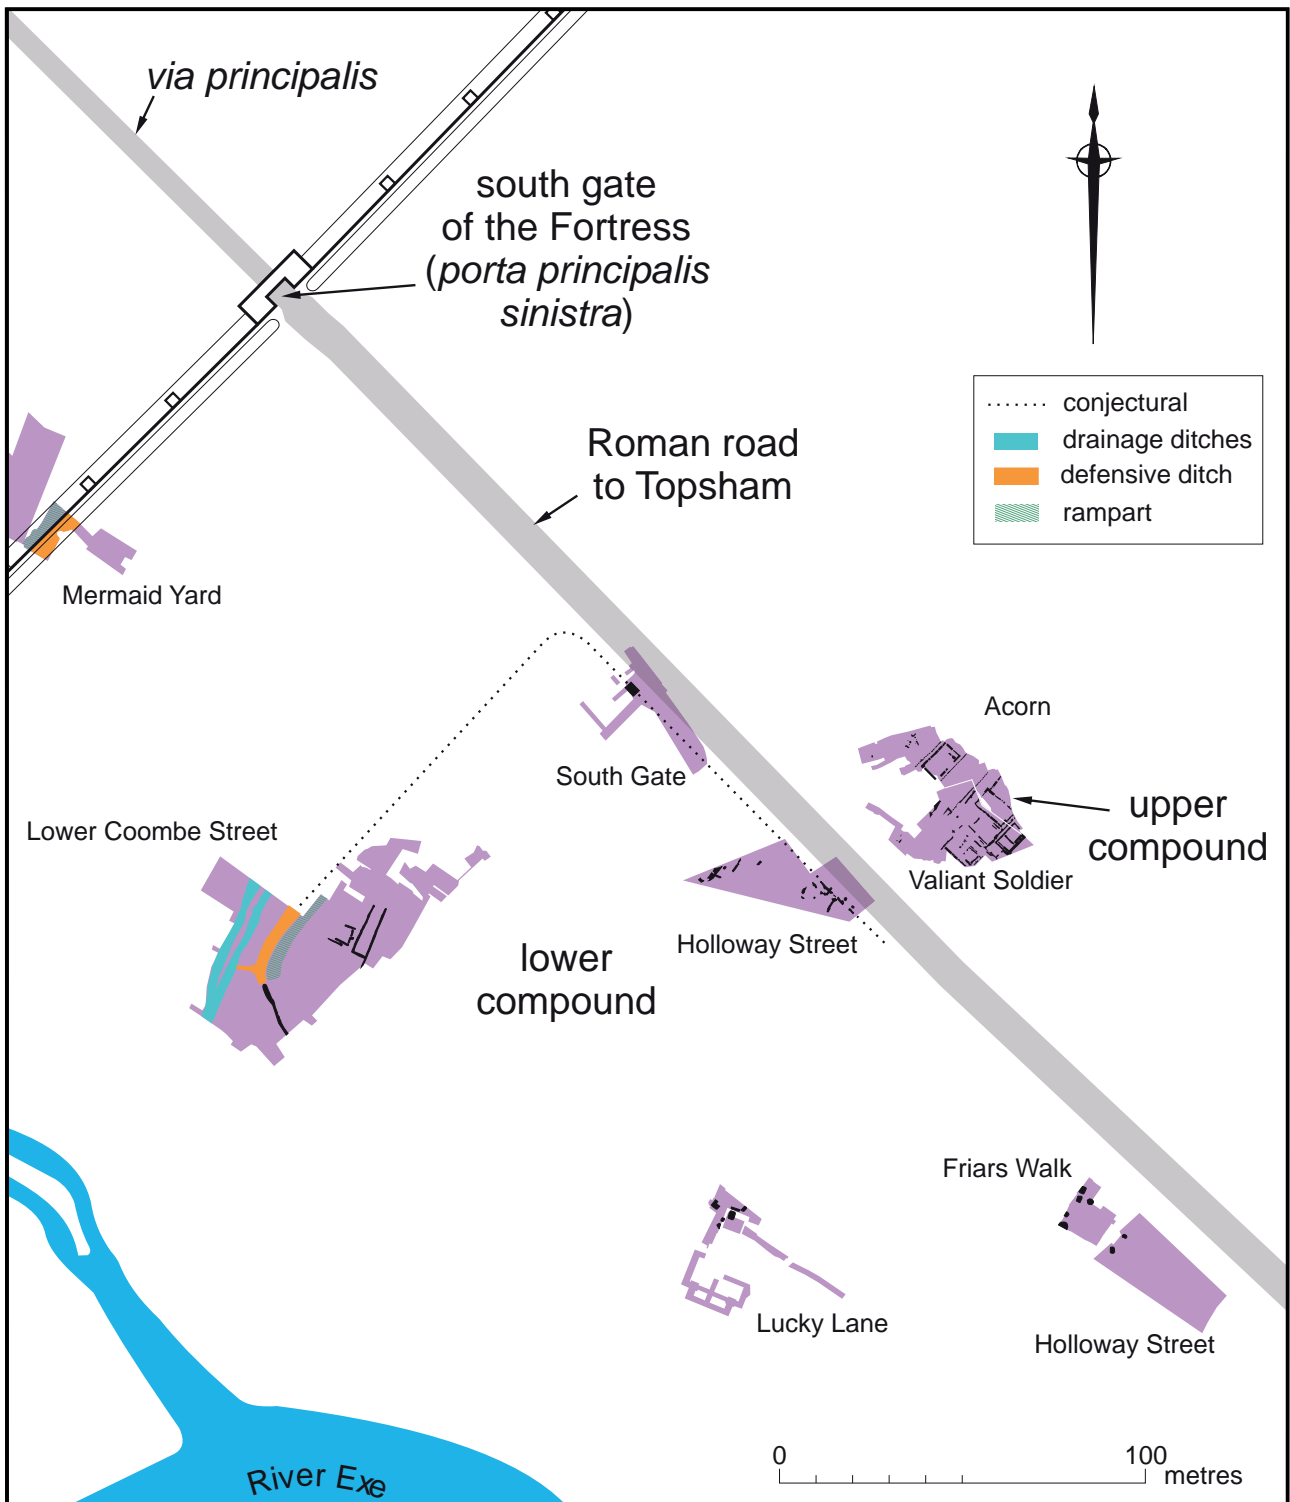 via principalis
south gate
of the Fortress
(porta principalis
sinistra)
conjectural
drainage ditches
defensive ditch
rampart
Roman road
to Topsham
Mermaid Yard
Acorn
South Gate
upper
compound
Lower Coombe Street
Valiant Soldier
Holloway Street
lower
compound
Friars Walk
Lucky Lane
Holloway Street
0 100
metres
River Exe